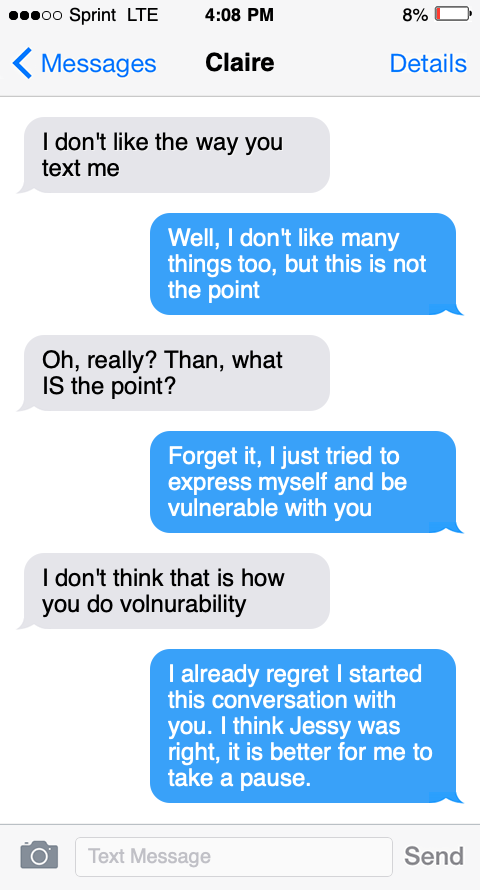 Sprint LTE 4:08 PM 8%
Messages Claire Details
I don't like the way you
text me
Well, I don't like many
things too, but this is not
the point
Oh, really? Than, what
IS the point?
Forget it, I just tried to
express myself and be
vulnerable with you
I don't think that is how
you do volnurability
I already regret I started
this conversation with
you. I think Jessy was
right, it is better for me to
take a pause.
Text Message Send